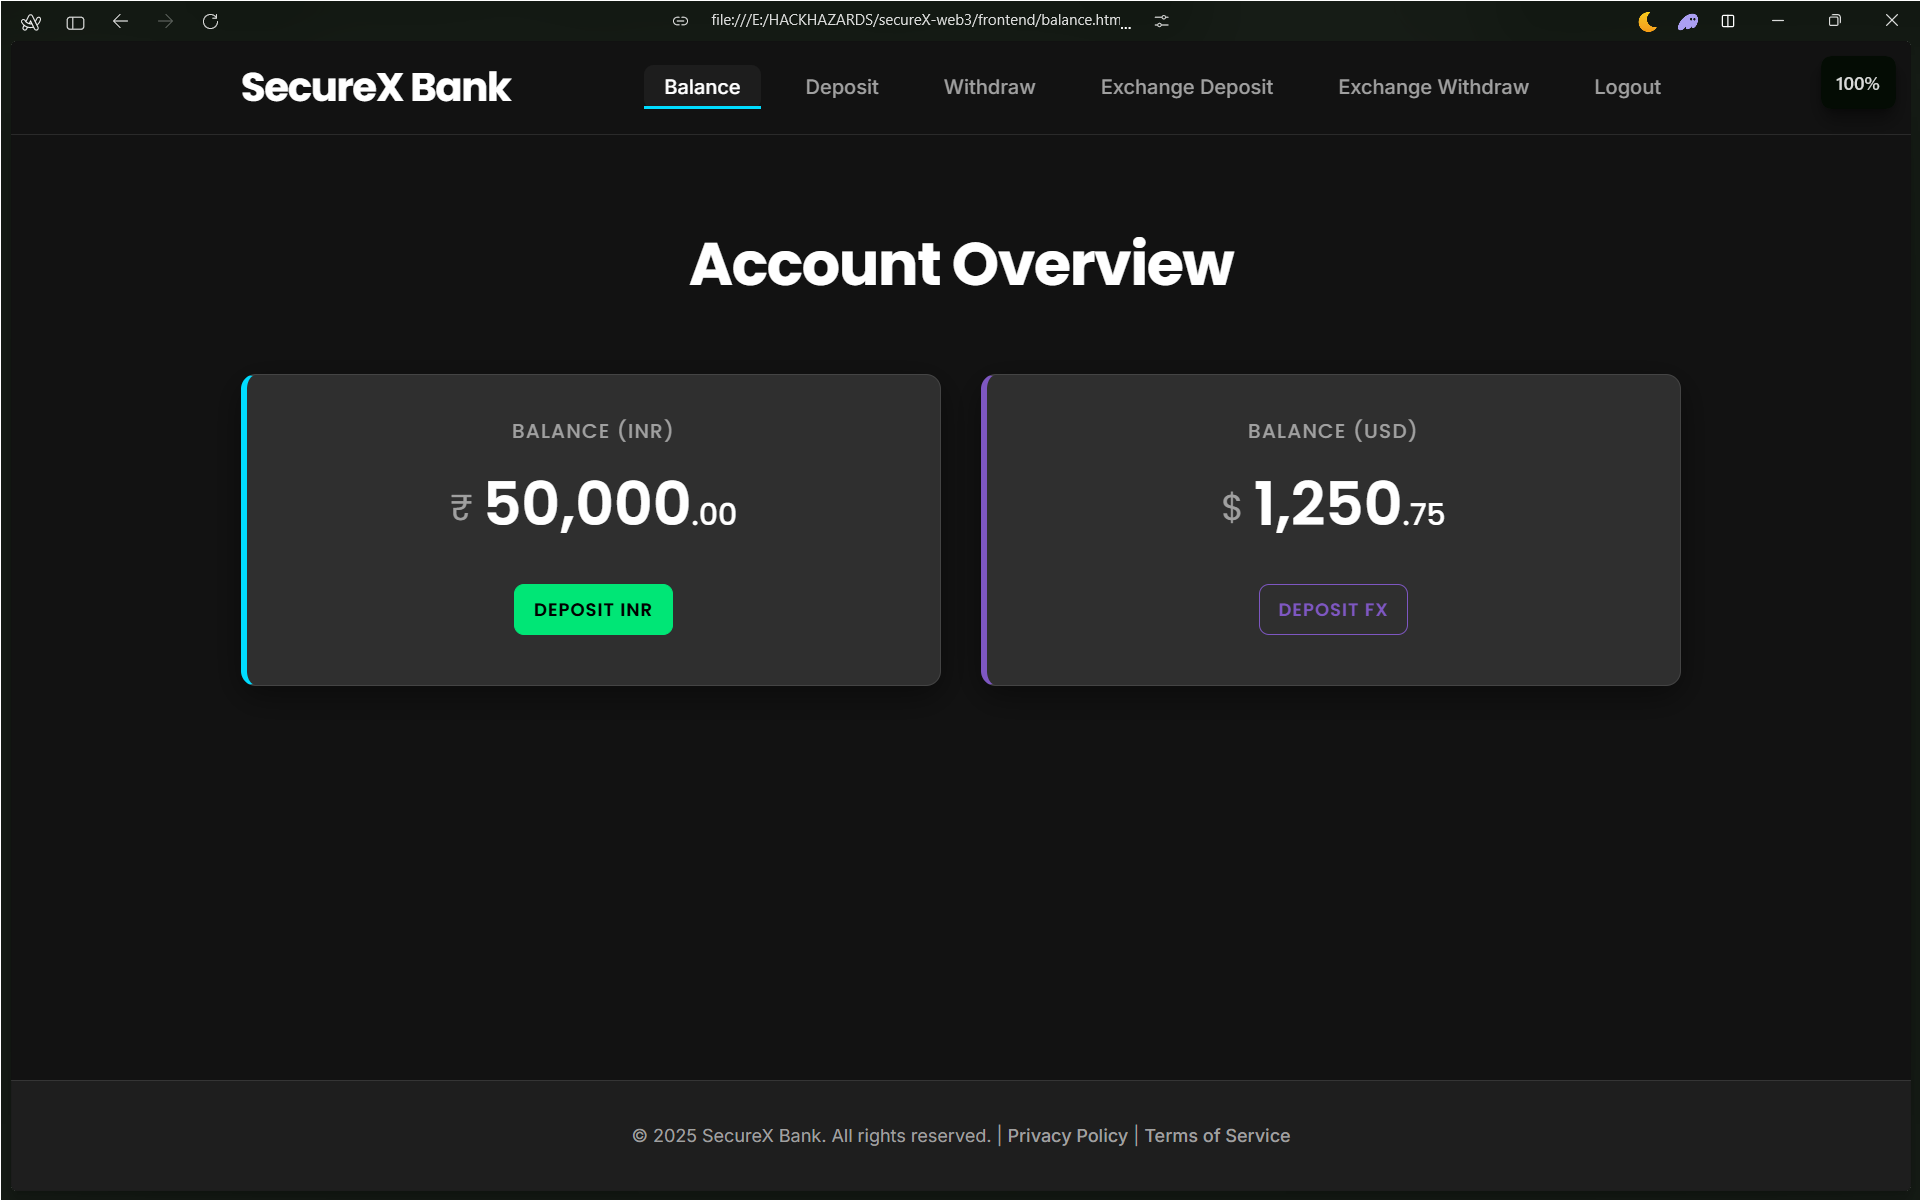 file:///E:/HACKHAZARDS/secureX-web3/frontend/balance.htm...
SecureX Bank
Balance
Deposit
Withdraw
Exchange Deposit
Exchange Withdraw
Logout
100%
Account Overview
BALANCE (INR)
₹ 50,000.00
DEPOSIT INR
BALANCE (USD)
$ 1,250.75
DEPOSIT FX
© 2025 SecureX Bank. All rights reserved. | Privacy Policy | Terms of Service